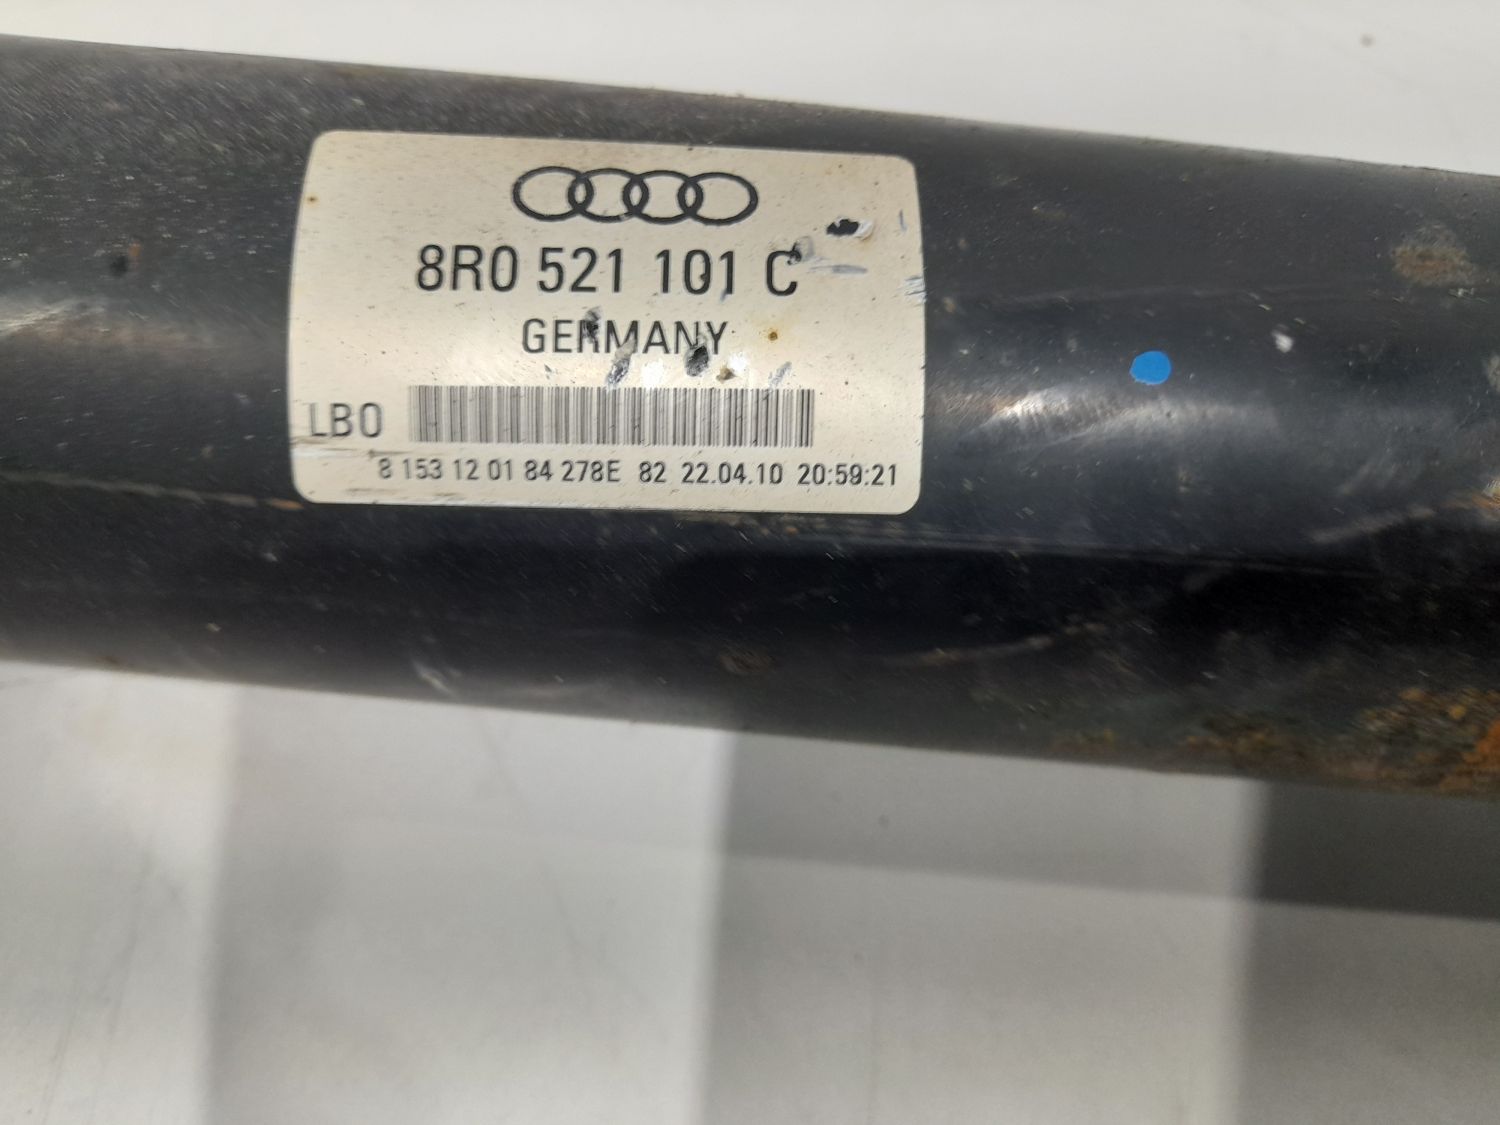 8R0 521 101 C
GERMANY
LBO
8 153 12 01 84 278E 82 22.04.10 20:59:21